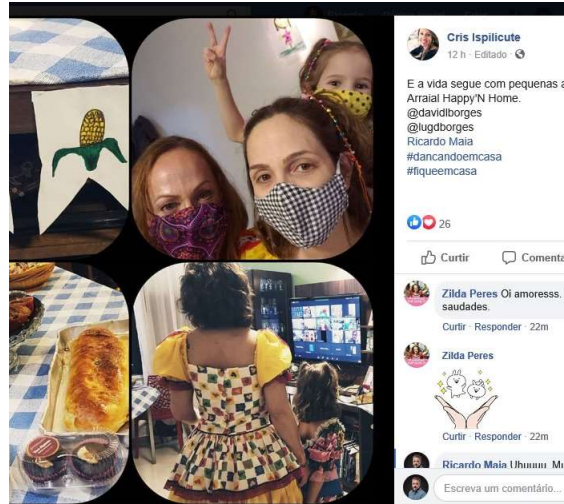 Cris Ispilicute
12 h · Editado ·
E a vida segue com pequenas a
Arraial Happy'N Home.
@davidlborges
@lugdborges
Ricardo Maia
#dancandoemcasa
#fiqueemcasa
26
Curtir Comenta
Zilda Peres Oi amoresss.
saudades.
Curtir · Responder · 22m
Zilda Peres
Curtir · Responder · 22m
Ricardo Maia Uhuuuu. Mu
Escreva um comentário...